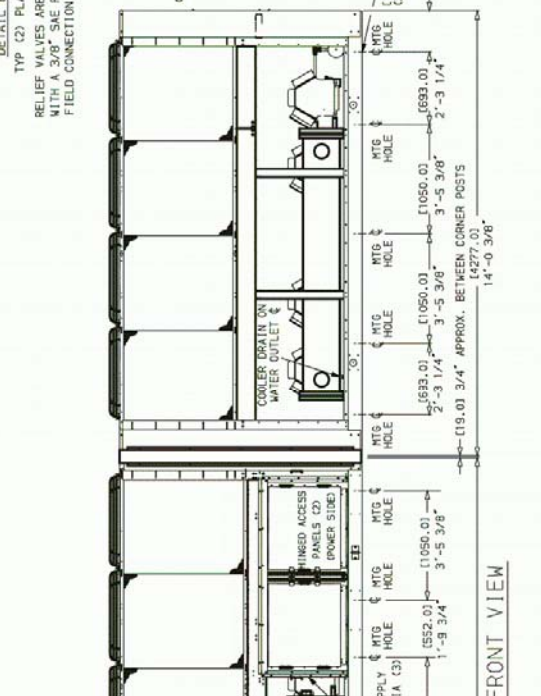 TYP (2) PLA
RELIEF VALVES ARE
WITH A 3/8" SAE F
FIELD CONNECTION
MTG
HOLE
[693.0]
2'-3 1/4"
MTG
HOLE
[1050.0]
3'-5 3/8"
MTG
HOLE
[1050.0]
3'-5 3/8"
MTG
HOLE
[693.0]
2'-3 1/4"
MTG
HOLE
COOLER DRAIN ON
WATER OUTLET ℄
[19.0] 3/4" APPROX. BETWEEN CORNER POSTS
[4277.0]
14'-0 3/8"
HINGED ACCESS
PANELS (2)
(POWER SIDE)
MTG
HOLE
[1050.0]
3'-5 3/8"
MTG
HOLE
[552.0]
1'-9 3/4"
MTG
HOLE
PPLY
IA (3)
FRONT VIEW